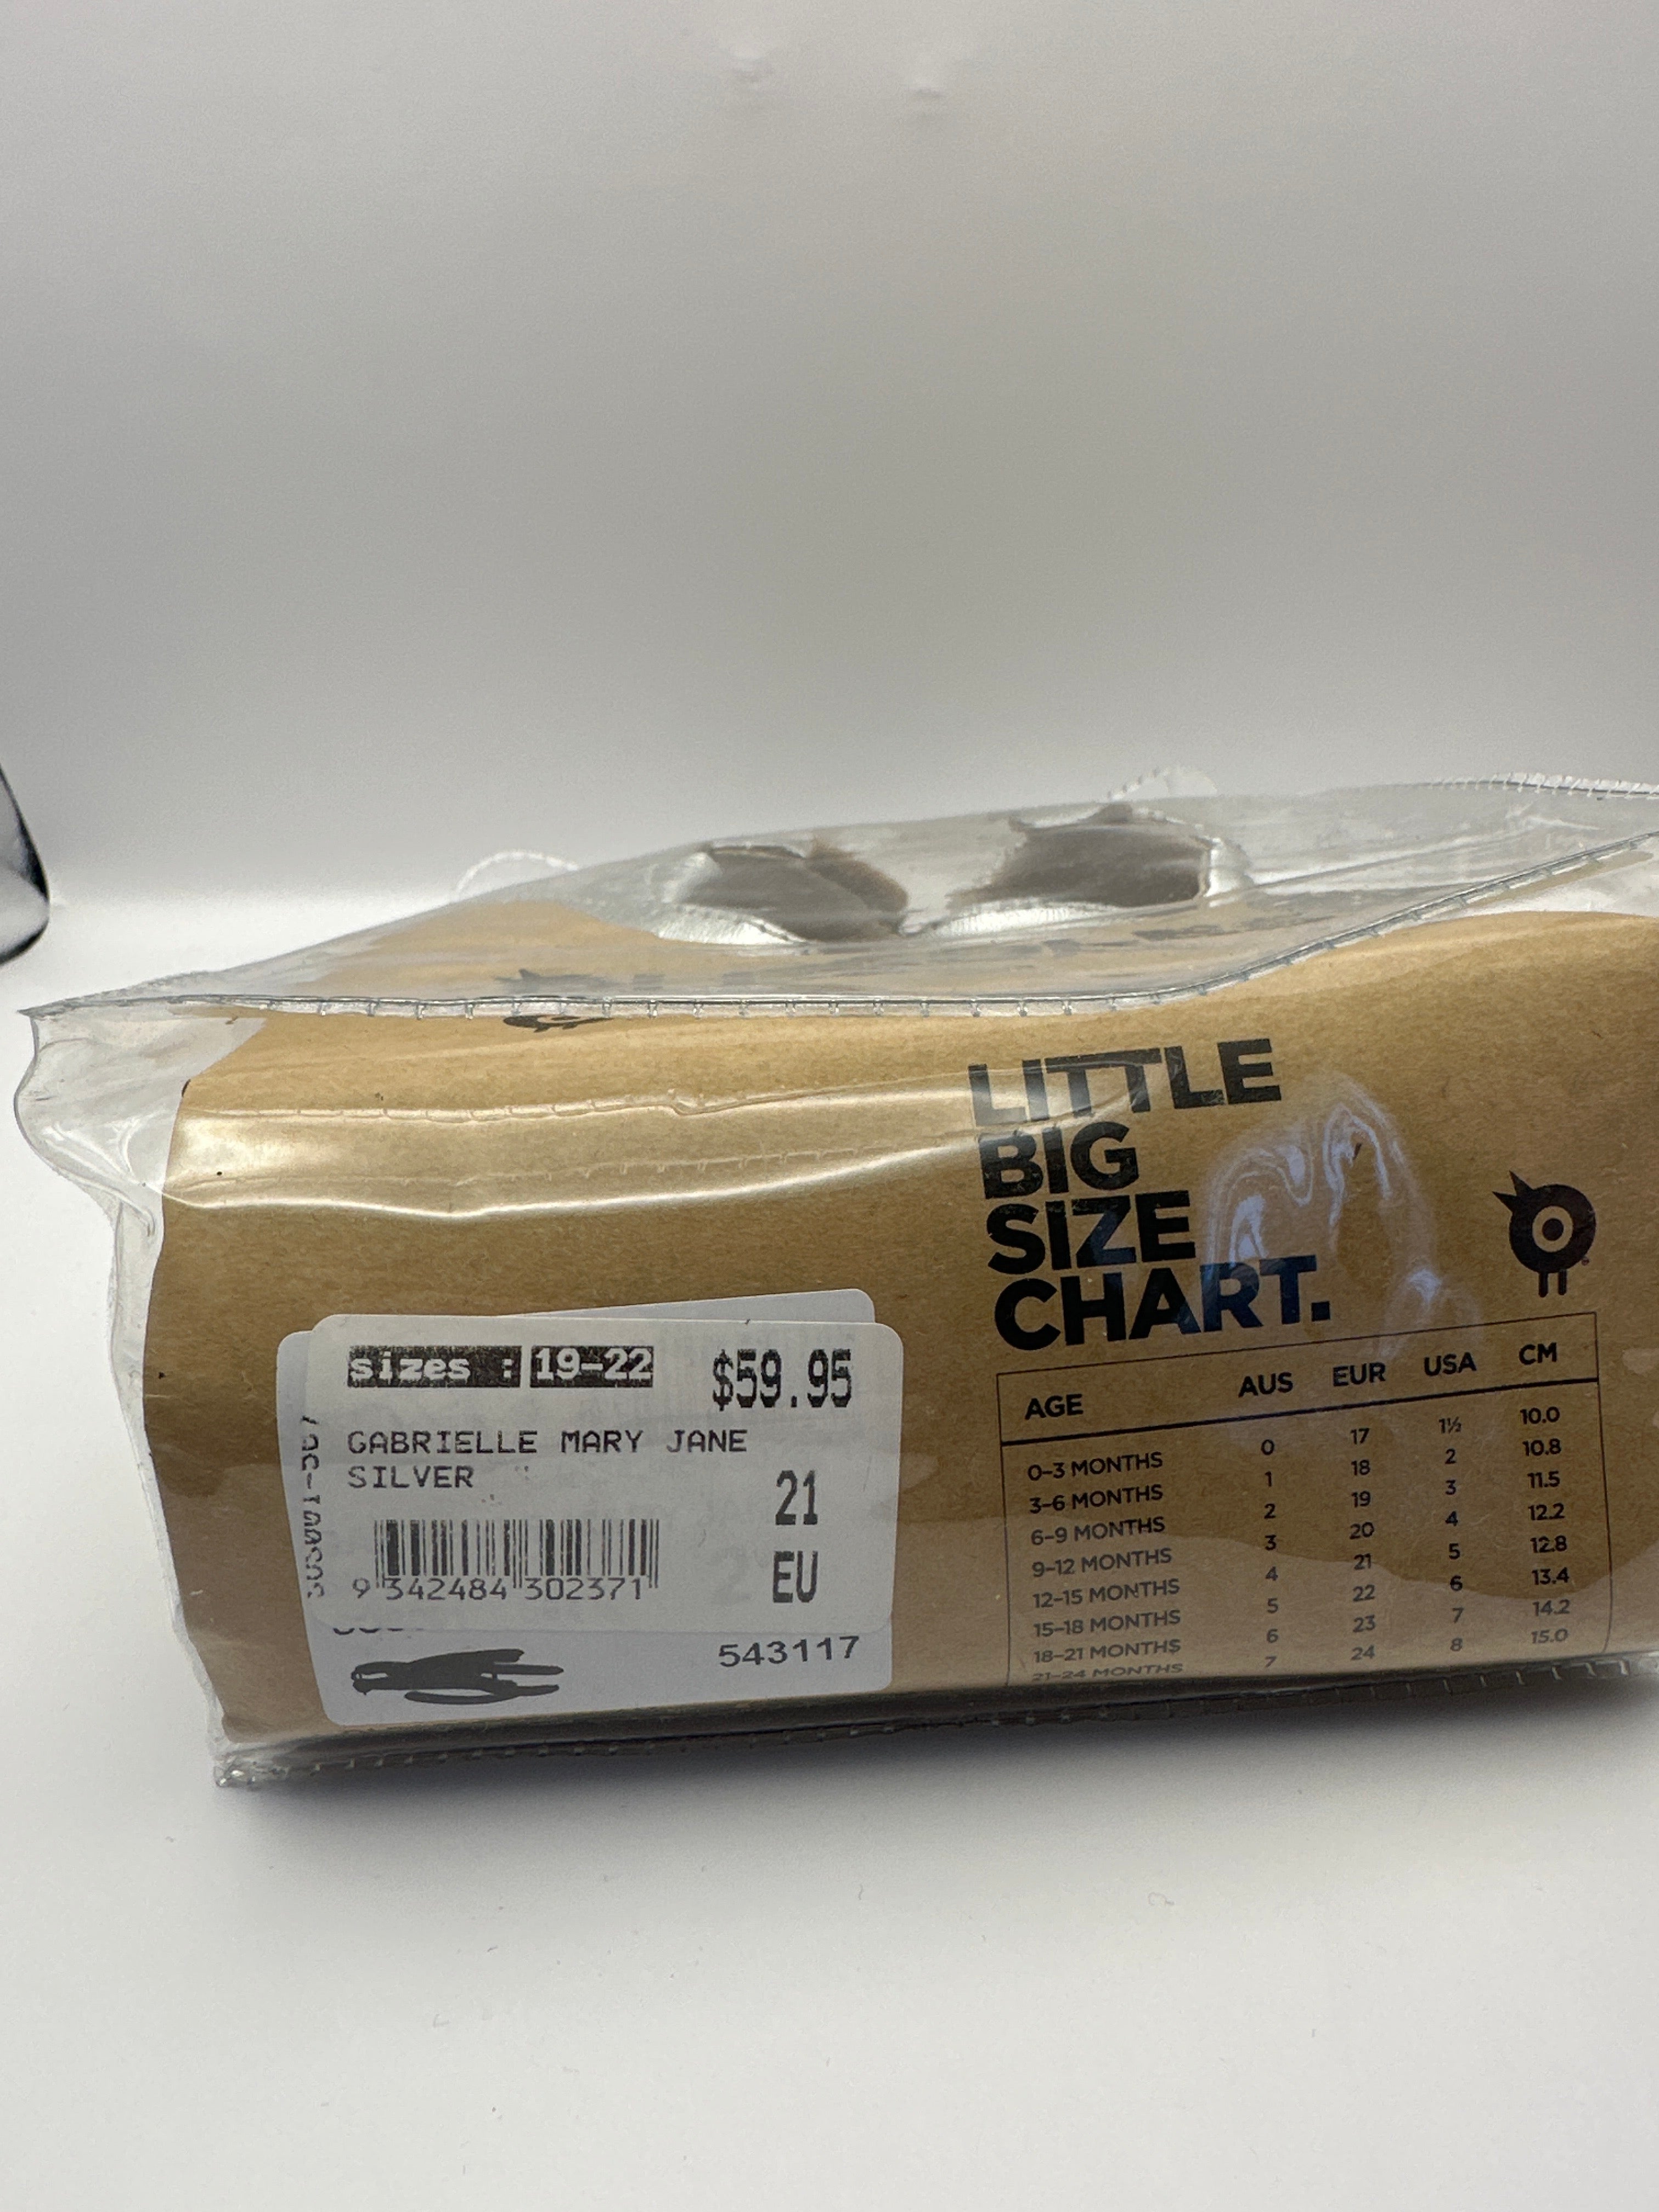 LITTLE
BIG
SIZE
CHART.
sizes : 19-22 $59.95
GABRIELLE MARY JANE
SILVER
21
EU
9 342484 302371
543117
AGE AUS EUR USA CM
0-3 MONTHS 0 17 1½ 10.0
3-6 MONTHS 1 18 2 10.8
6-9 MONTHS 2 19 3 11.5
9-12 MONTHS 3 20 4 12.2
12-15 MONTHS 4 21 5 12.8
15-18 MONTHS 5 22 6 13.4
18-21 MONTHS 6 23 7 14.2
21-24 MONTHS 7 24 8 15.0